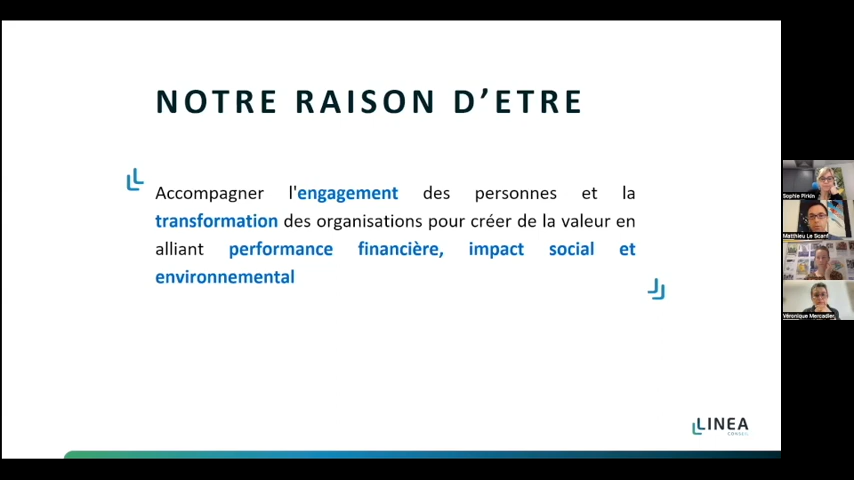 NOTRE RAISON D’ETRE
Accompagner l'engagement des personnes et la
transformation des organisations pour créer de la valeur en
alliant performance financière, impact social et
environnemental
LINEA
CONSEIL
Sophie Pirkin
Matthieu Le Scanf
Véronique Mercadier,